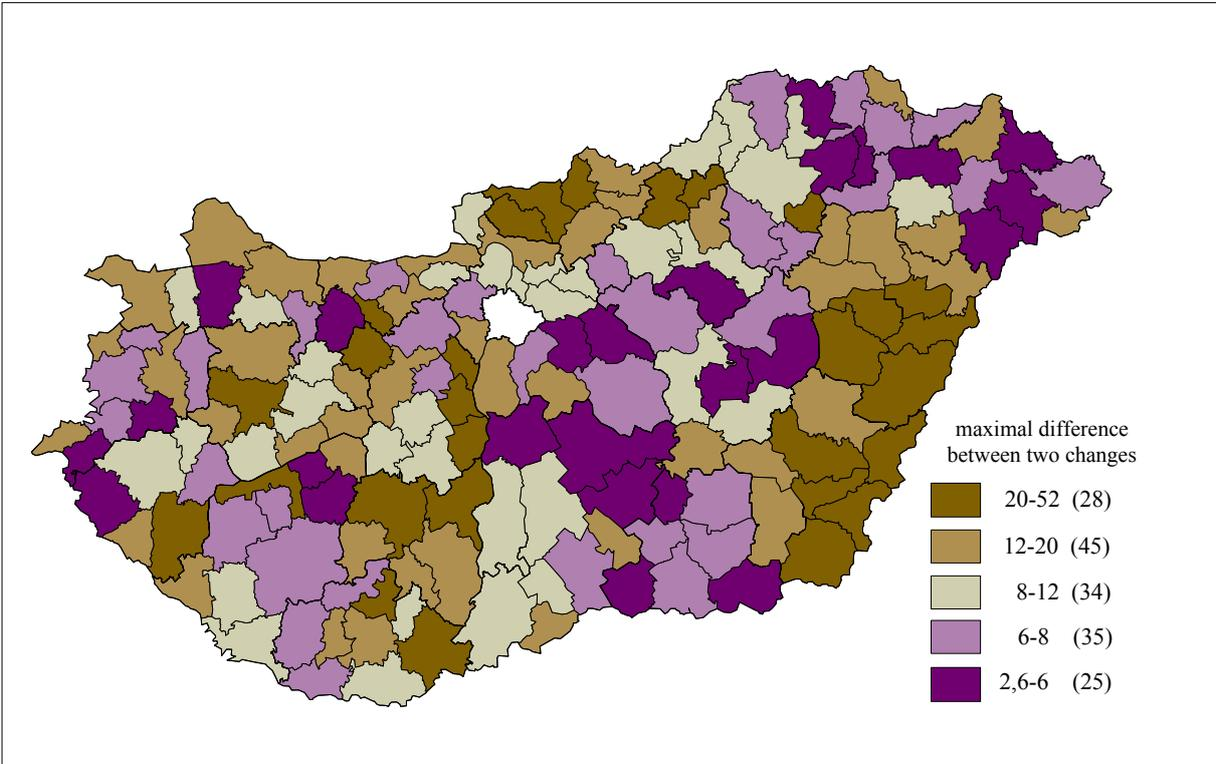 maximal difference
between two changes
20-52 (28)
12-20 (45)
8-12 (34)
6-8 (35)
2,6-6 (25)